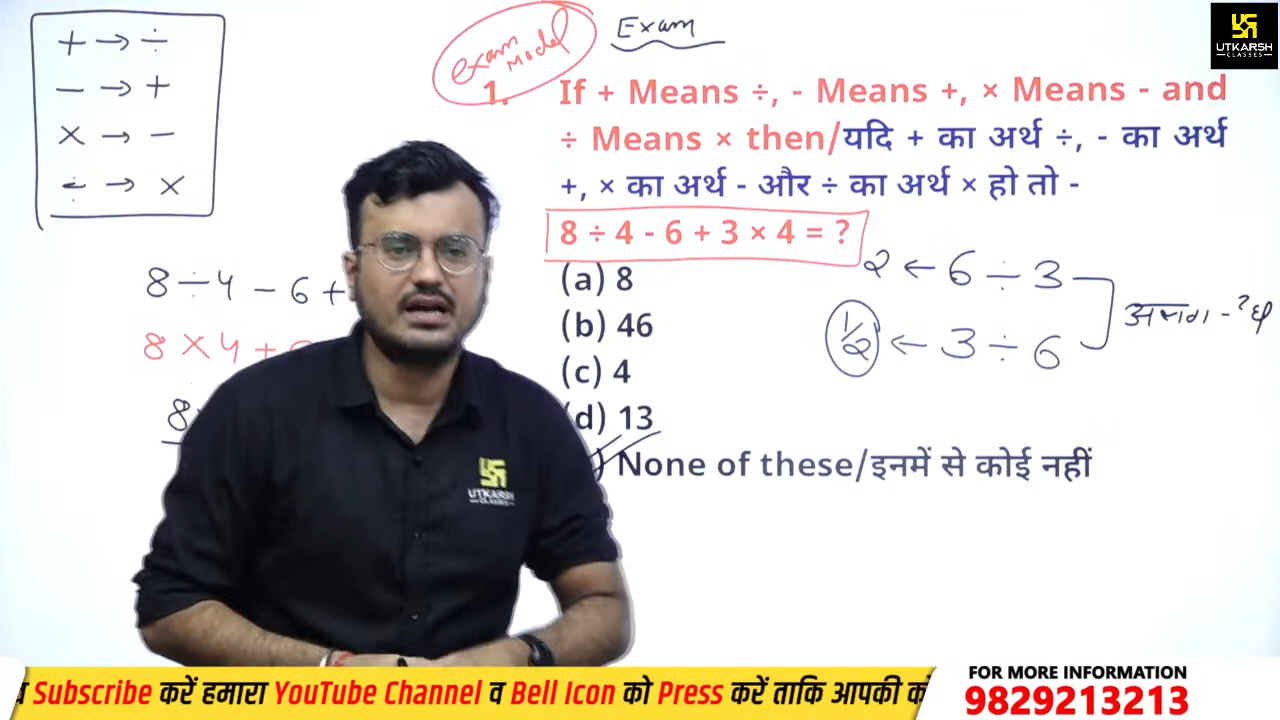 + → ÷
- → +
× → -
÷ → ×
exam model
Exam
UTKARSH
CLASSES
1. If + Means ÷, - Means +, × Means - and
÷ Means × then/यदि + का अर्थ ÷, - का अर्थ
+, × का अर्थ - और ÷ का अर्थ × हो तो -
8 ÷ 4 - 6 + 3 × 4 = ?
(a) 8
(b) 46
(c) 4
(d) 13
) None of these/इनमें से कोई नहीं
8 ÷ 4 - 6 +
8 × 4 +
8
2 ← 6 ÷ 3
1/2 ← 3 ÷ 6
UTKARSH
CLASSES
Subscribe करें हमारा YouTube Channel व Bell Icon को Press करें ताकि आपकी
FOR MORE INFORMATION
9829213213